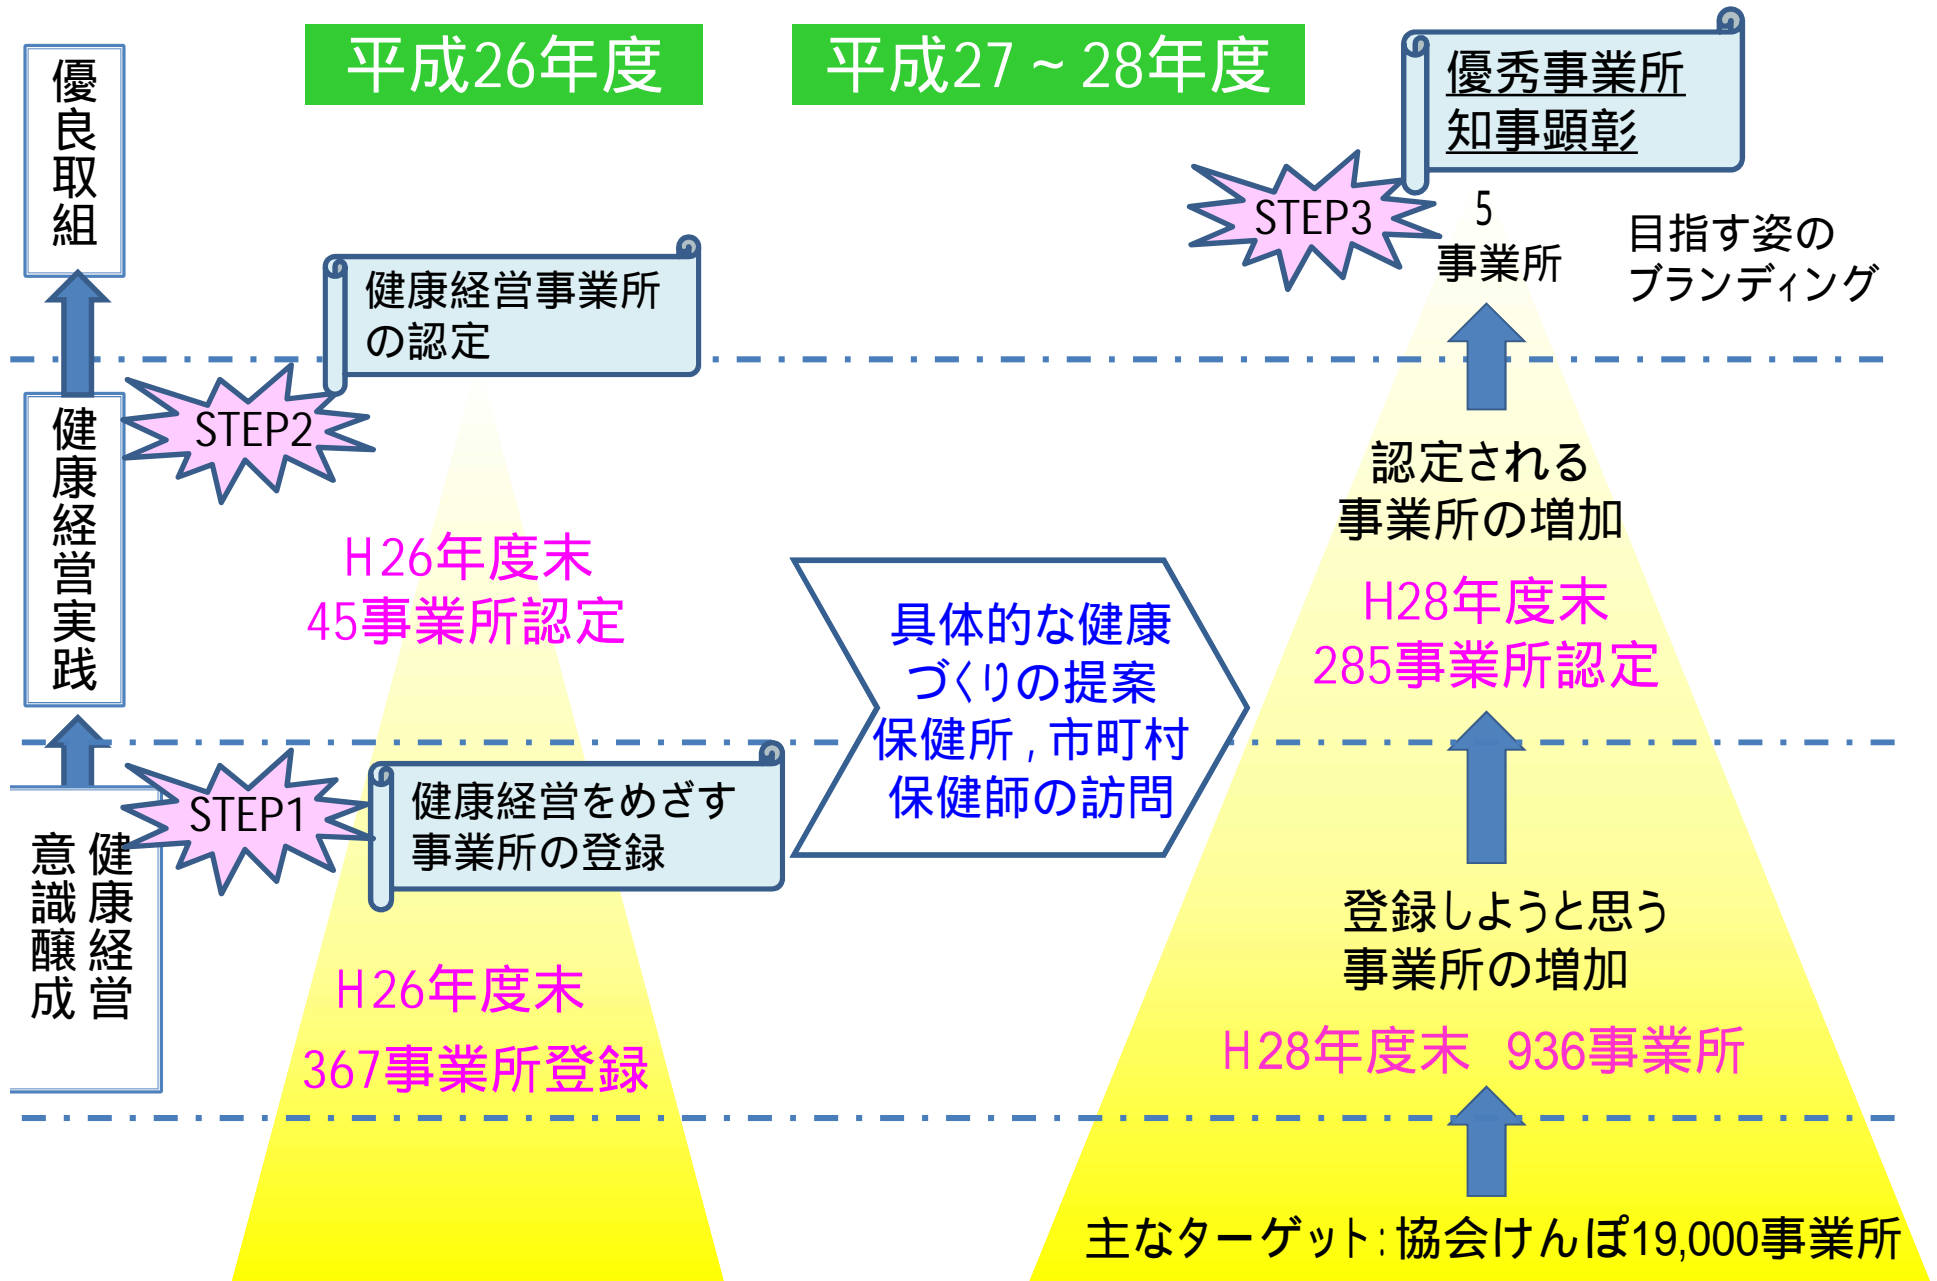 平成26年度
平成27～28年度
優良取組
健康経営実践
健康経営
意識醸成
STEP2
健康経営事業所
の認定
H26年度末
45事業所認定
STEP1
健康経営をめざす
事業所の登録
H26年度末
367事業所登録
具体的な健康
づくりの提案
保健所，市町村
保健師の訪問
優秀事業所
知事顕彰
STEP3
5
事業所
目指す姿の
ブランディング
認定される
事業所の増加
H28年度末
285事業所認定
登録しようと思う
事業所の増加
H28年度末 936事業所
主なターゲット：協会けんぽ19,000事業所